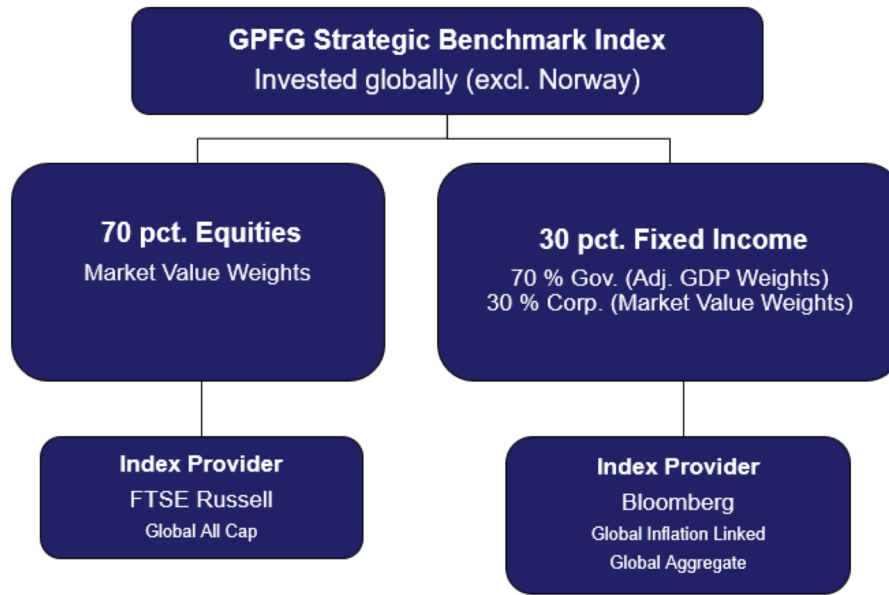 GPFG Strategic Benchmark Index
Invested globally (excl. Norway)
70 pct. Equities
Market Value Weights
30 pct. Fixed Income
70 % Gov. (Adj. GDP Weights)
30 % Corp. (Market Value Weights)
Index Provider
FTSE Russell
Global All Cap
Index Provider
Bloomberg
Global Inflation Linked
Global Aggregate